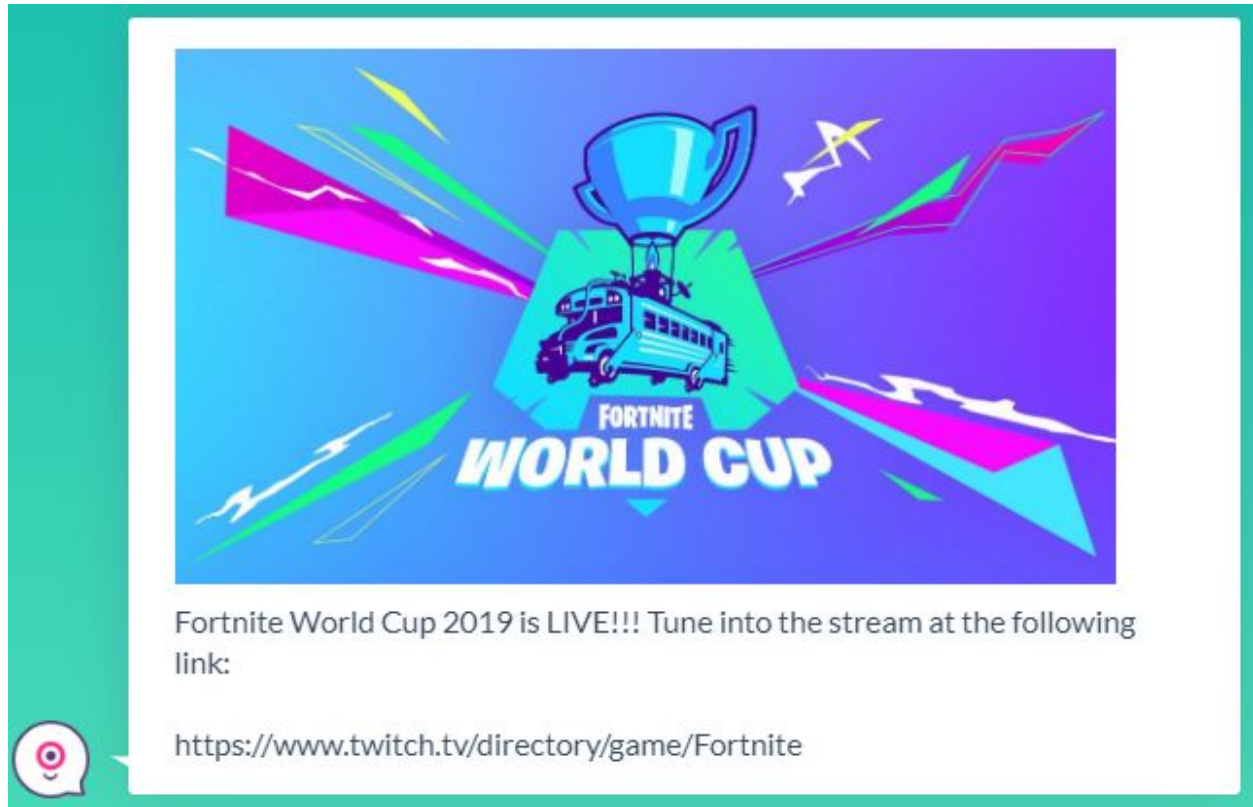 FORTNITE
WORLD CUP
Fortnite World Cup 2019 is LIVE!!! Tune into the stream at the following
link:
https://www.twitch.tv/directory/game/Fortnite